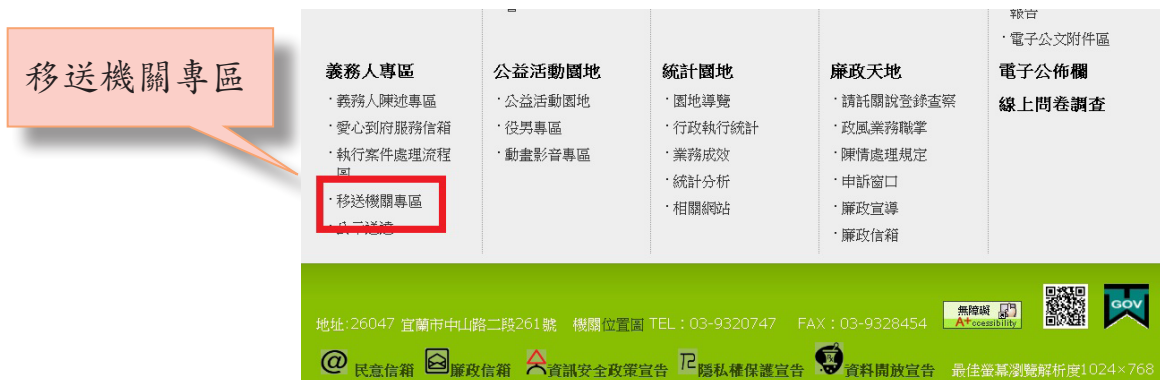 移送機關專區
報告
‧電子公文附件區
義務人專區
‧義務人陳述專區
‧愛心到府服務信箱
‧執行案件處理流程
圖
‧移送機關專區
‧公示送達
公益活動園地
‧公益活動園地
‧役男專區
‧動畫影音專區
統計園地
‧園地導覽
‧行政執行統計
‧業務成效
‧統計分析
‧相關網站
廉政天地
‧請託關說登錄查察
‧政風業務職掌
‧陳情處理規定
‧申訴窗口
‧廉政宣導
‧廉政信箱
電子公佈欄
線上問卷調查
地址:26047 宜蘭市中山路二段261號 機關位置圖 TEL：03-9320747 FAX：03-9328454
無障礙
A+ccessibility
GOV
@ 民意信箱 廉政信箱 資訊安全政策宣告 隱私權保護宣告 資料開放宣告 最佳螢幕瀏覽解析度1024×768